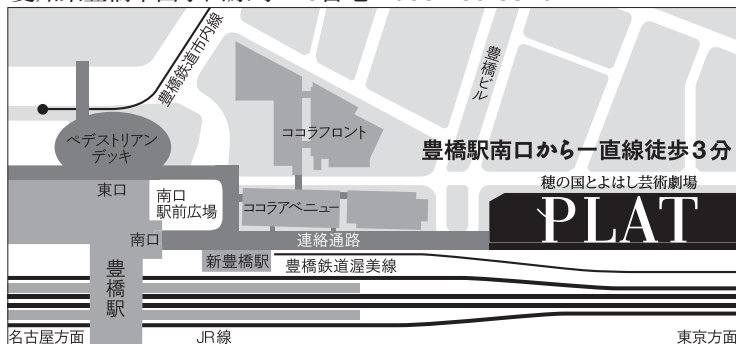 豊橋鉄道市内線
豊橋ビル
ペデストリアン
デッキ
ココラフロント
豊橋駅南口から一直線徒歩3分
穂の国とよはし芸術劇場
PLAT
東口
南口
駅前広場
ココラアベニュー
南口
連絡通路
新豊橋駅
豊橋鉄道渥美線
豊橋駅
名古屋方面
JR線
東京方面